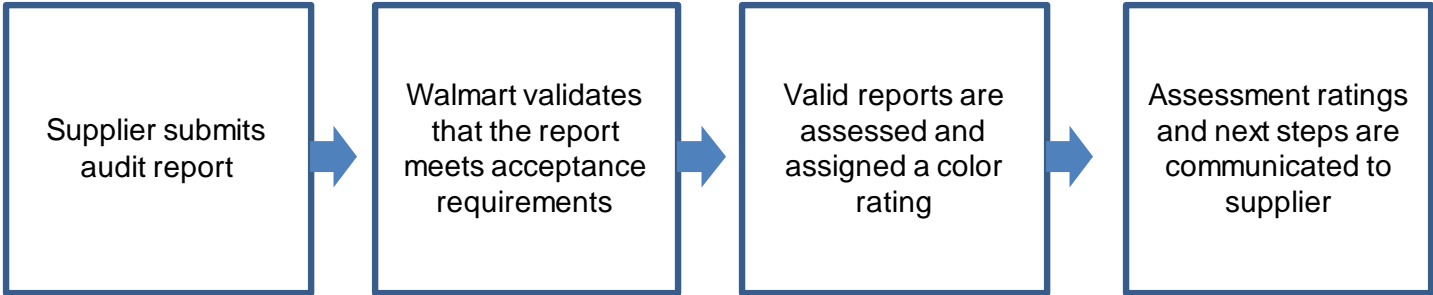 Supplier submits
audit report
Walmart validates
that the report
meets acceptance
requirements
Valid reports are
assessed and
assigned a color
rating
Assessment ratings
and next steps are
communicated to
supplier